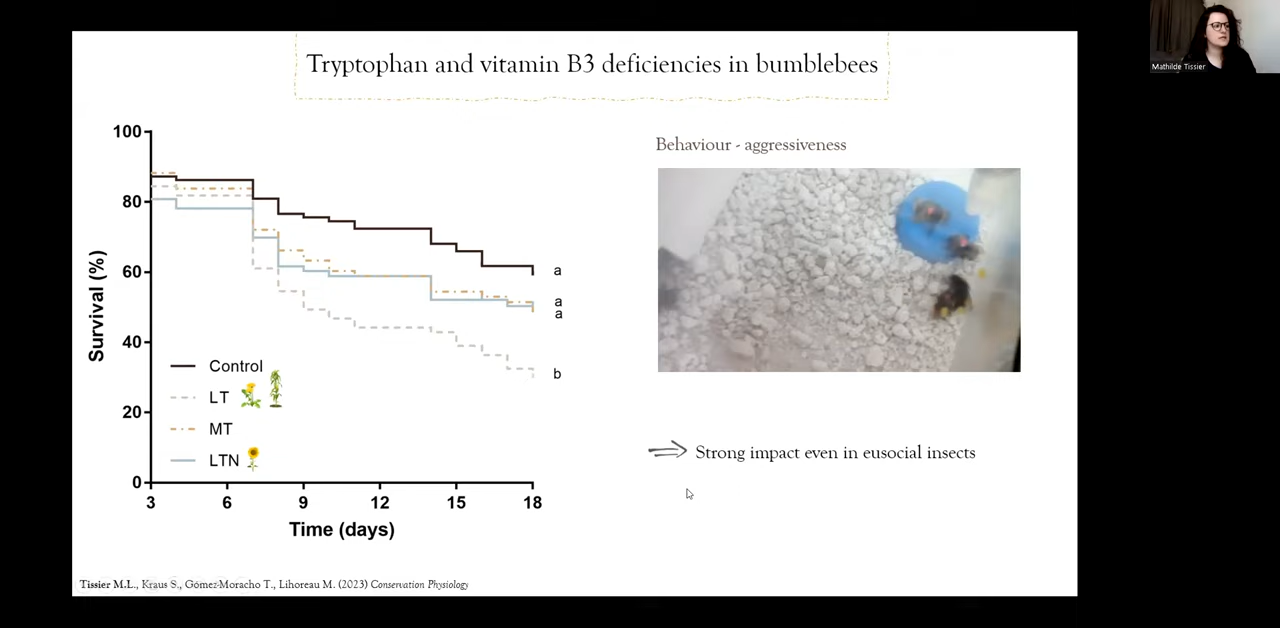 Tryptophan and vitamin B3 deficiencies in bumblebees
Mathilde Tissier
100
80
60
40
20
0
Survival (%)
3 6 9 12 15 18
Time (days)
a
a
a
b
Control
LT
MT
LTN
Behaviour - aggressiveness
Strong impact even in eusocial insects
Tissier M.L., Kraus S., Gómez-Moracho T., Lihoreau M. (2023) Conservation Physiology